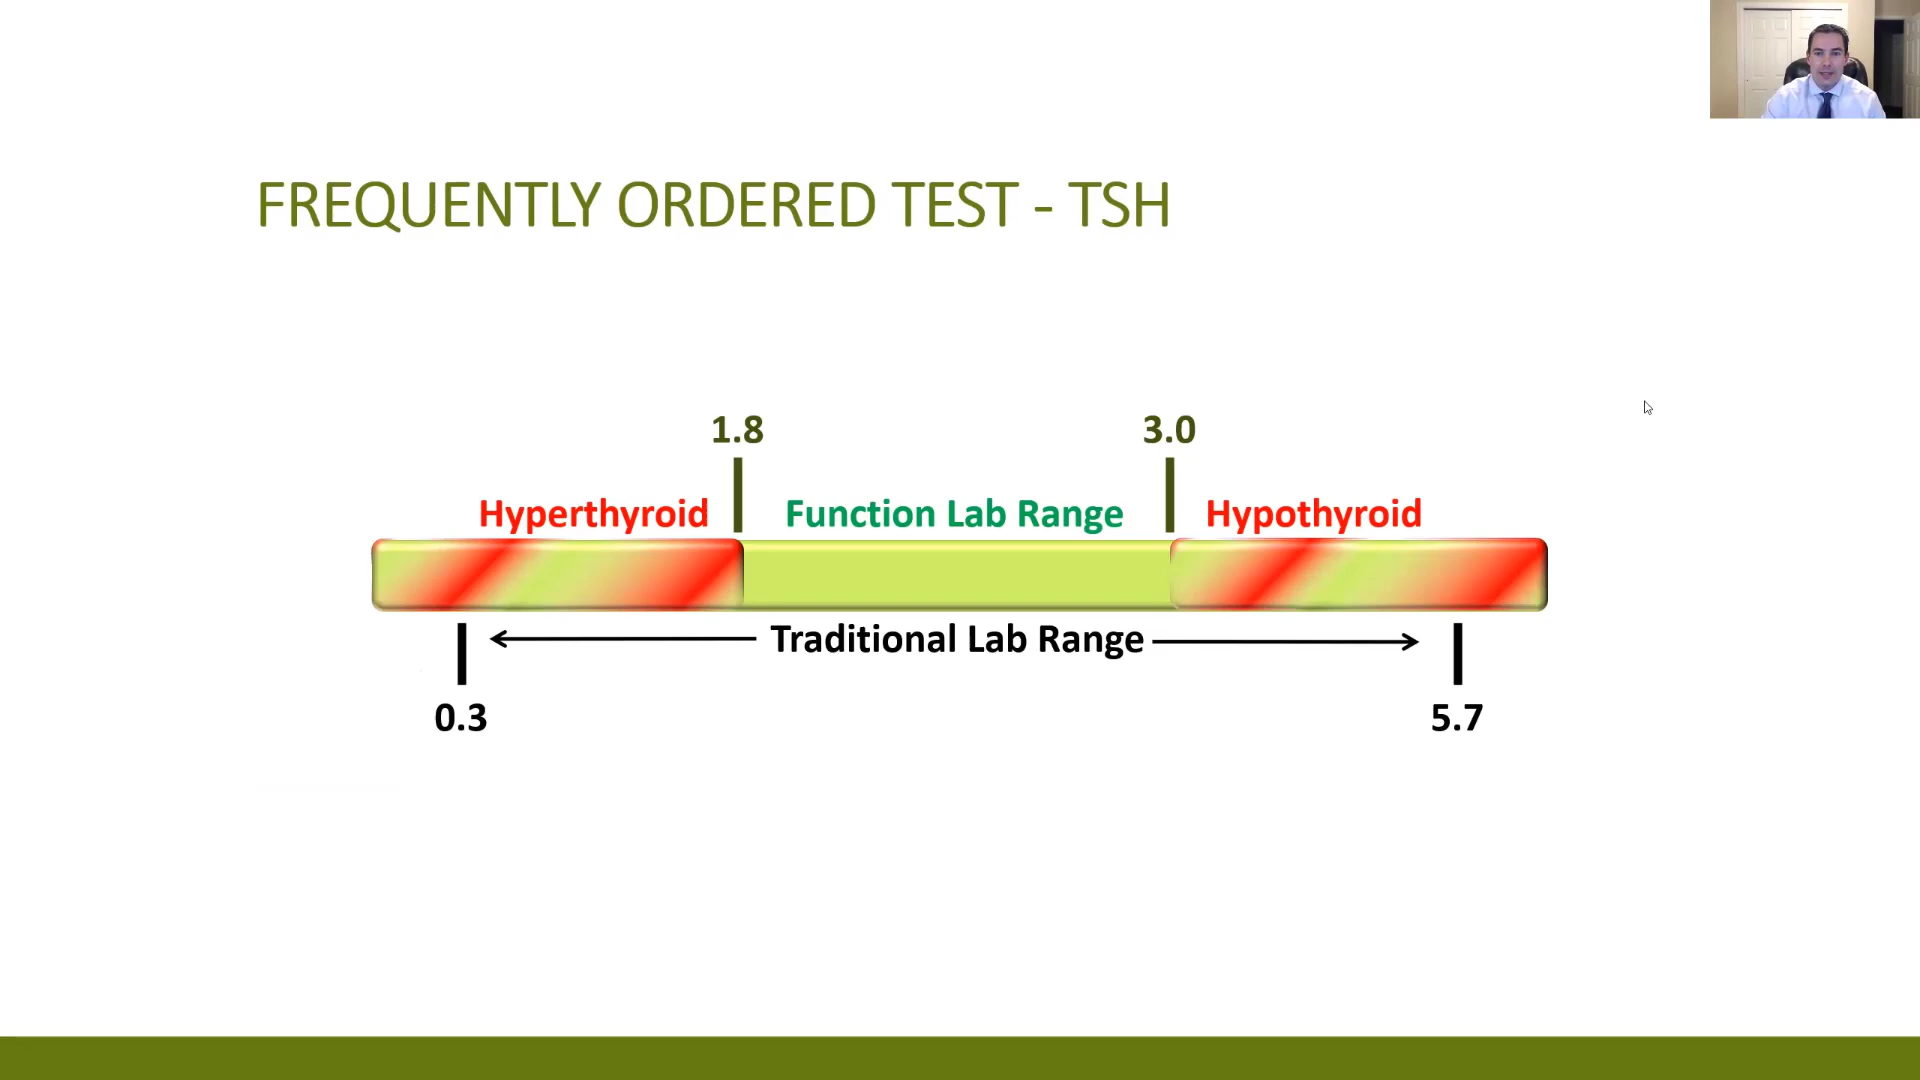 FREQUENTLY ORDERED TEST - TSH
1.8 3.0
Hyperthyroid Function Lab Range Hypothyroid
Traditional Lab Range
0.3 5.7